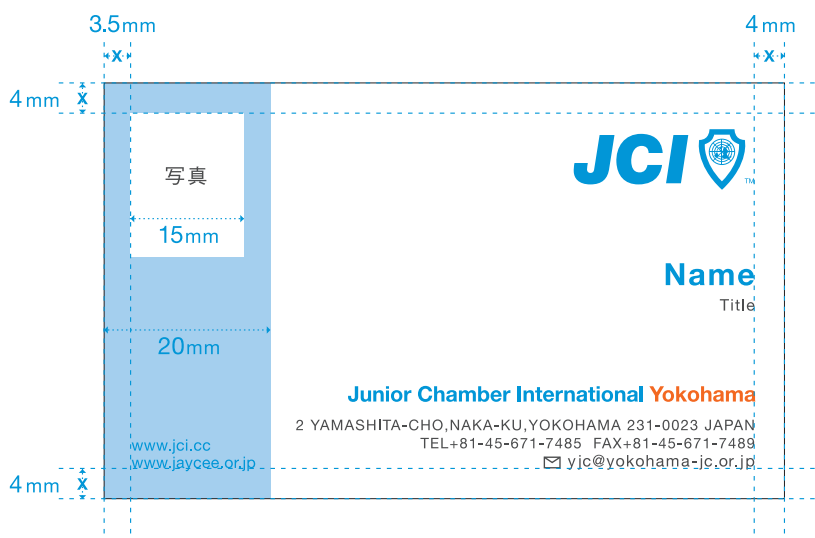 3.5mm
4mm
x
x
4mm
x
JCI
TM
写真
15mm
Name
Title
20mm
Junior Chamber International Yokohama
2 YAMASHITA-CHO,NAKA-KU,YOKOHAMA 231-0023 JAPAN
TEL+81-45-671-7485 FAX+81-45-671-7489
yjc@yokohama-jc.or.jp
www.jci.cc
www.jaycee.or.jp
4mm
x